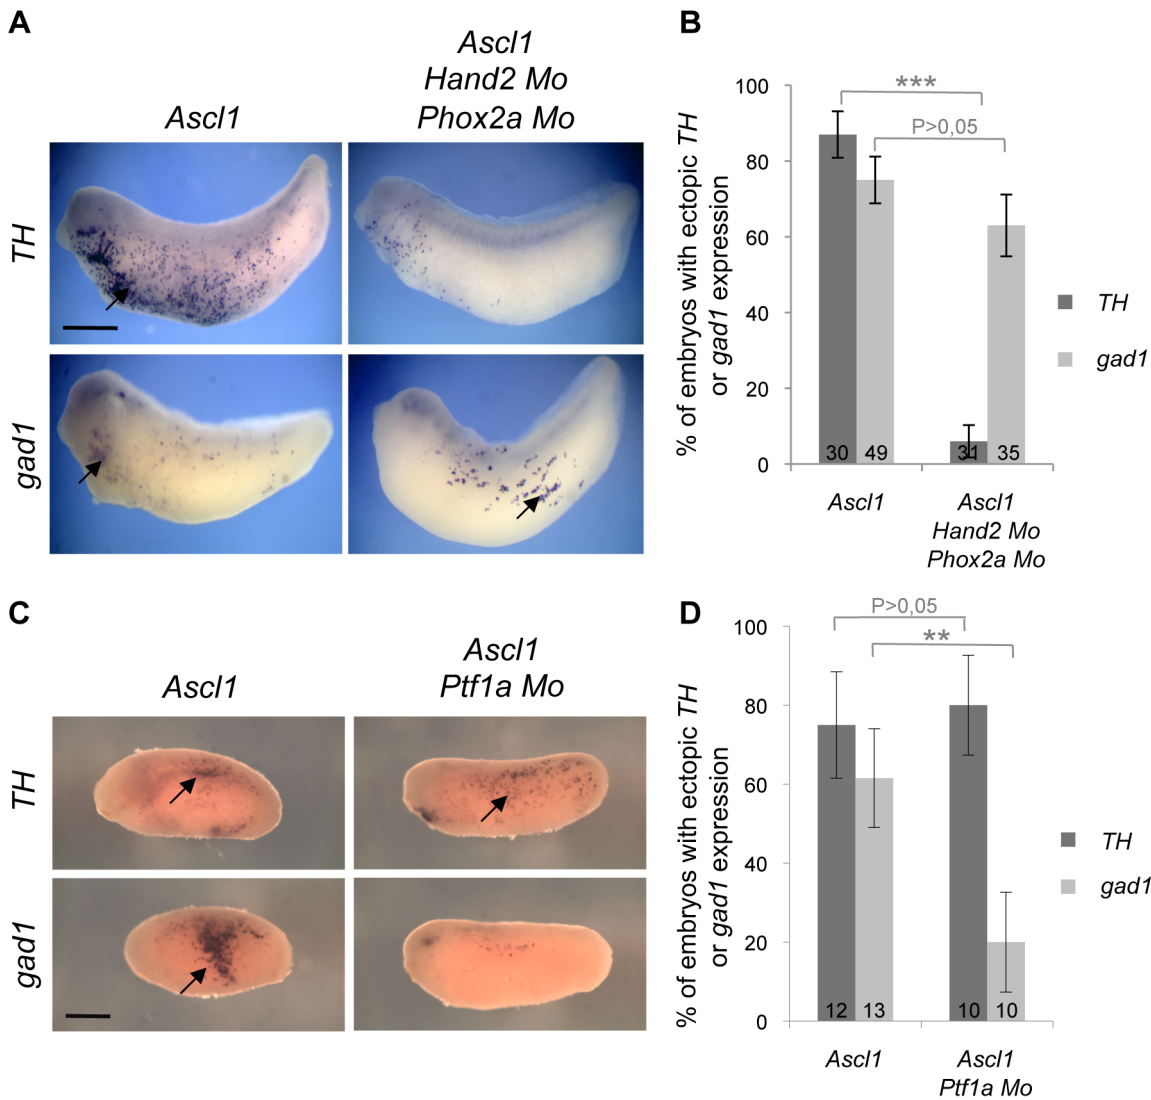 A
Ascl1
Ascl1
Hand2 Mo
Phox2a Mo
TH
gad1
B
% of embryos with ectopic TH
or gad1 expression
100
80
60
40
20
0
***
P>0,05
30
49
31
35
Ascl1
Ascl1
Hand2 Mo
Phox2a Mo
TH
gad1
C
Ascl1
Ascl1
Ptf1a Mo
TH
gad1
D
% of embryos with ectopic TH
or gad1 expression
100
80
60
40
20
0
P>0,05
**
12
13
10
10
Ascl1
Ascl1
Ptf1a Mo
TH
gad1